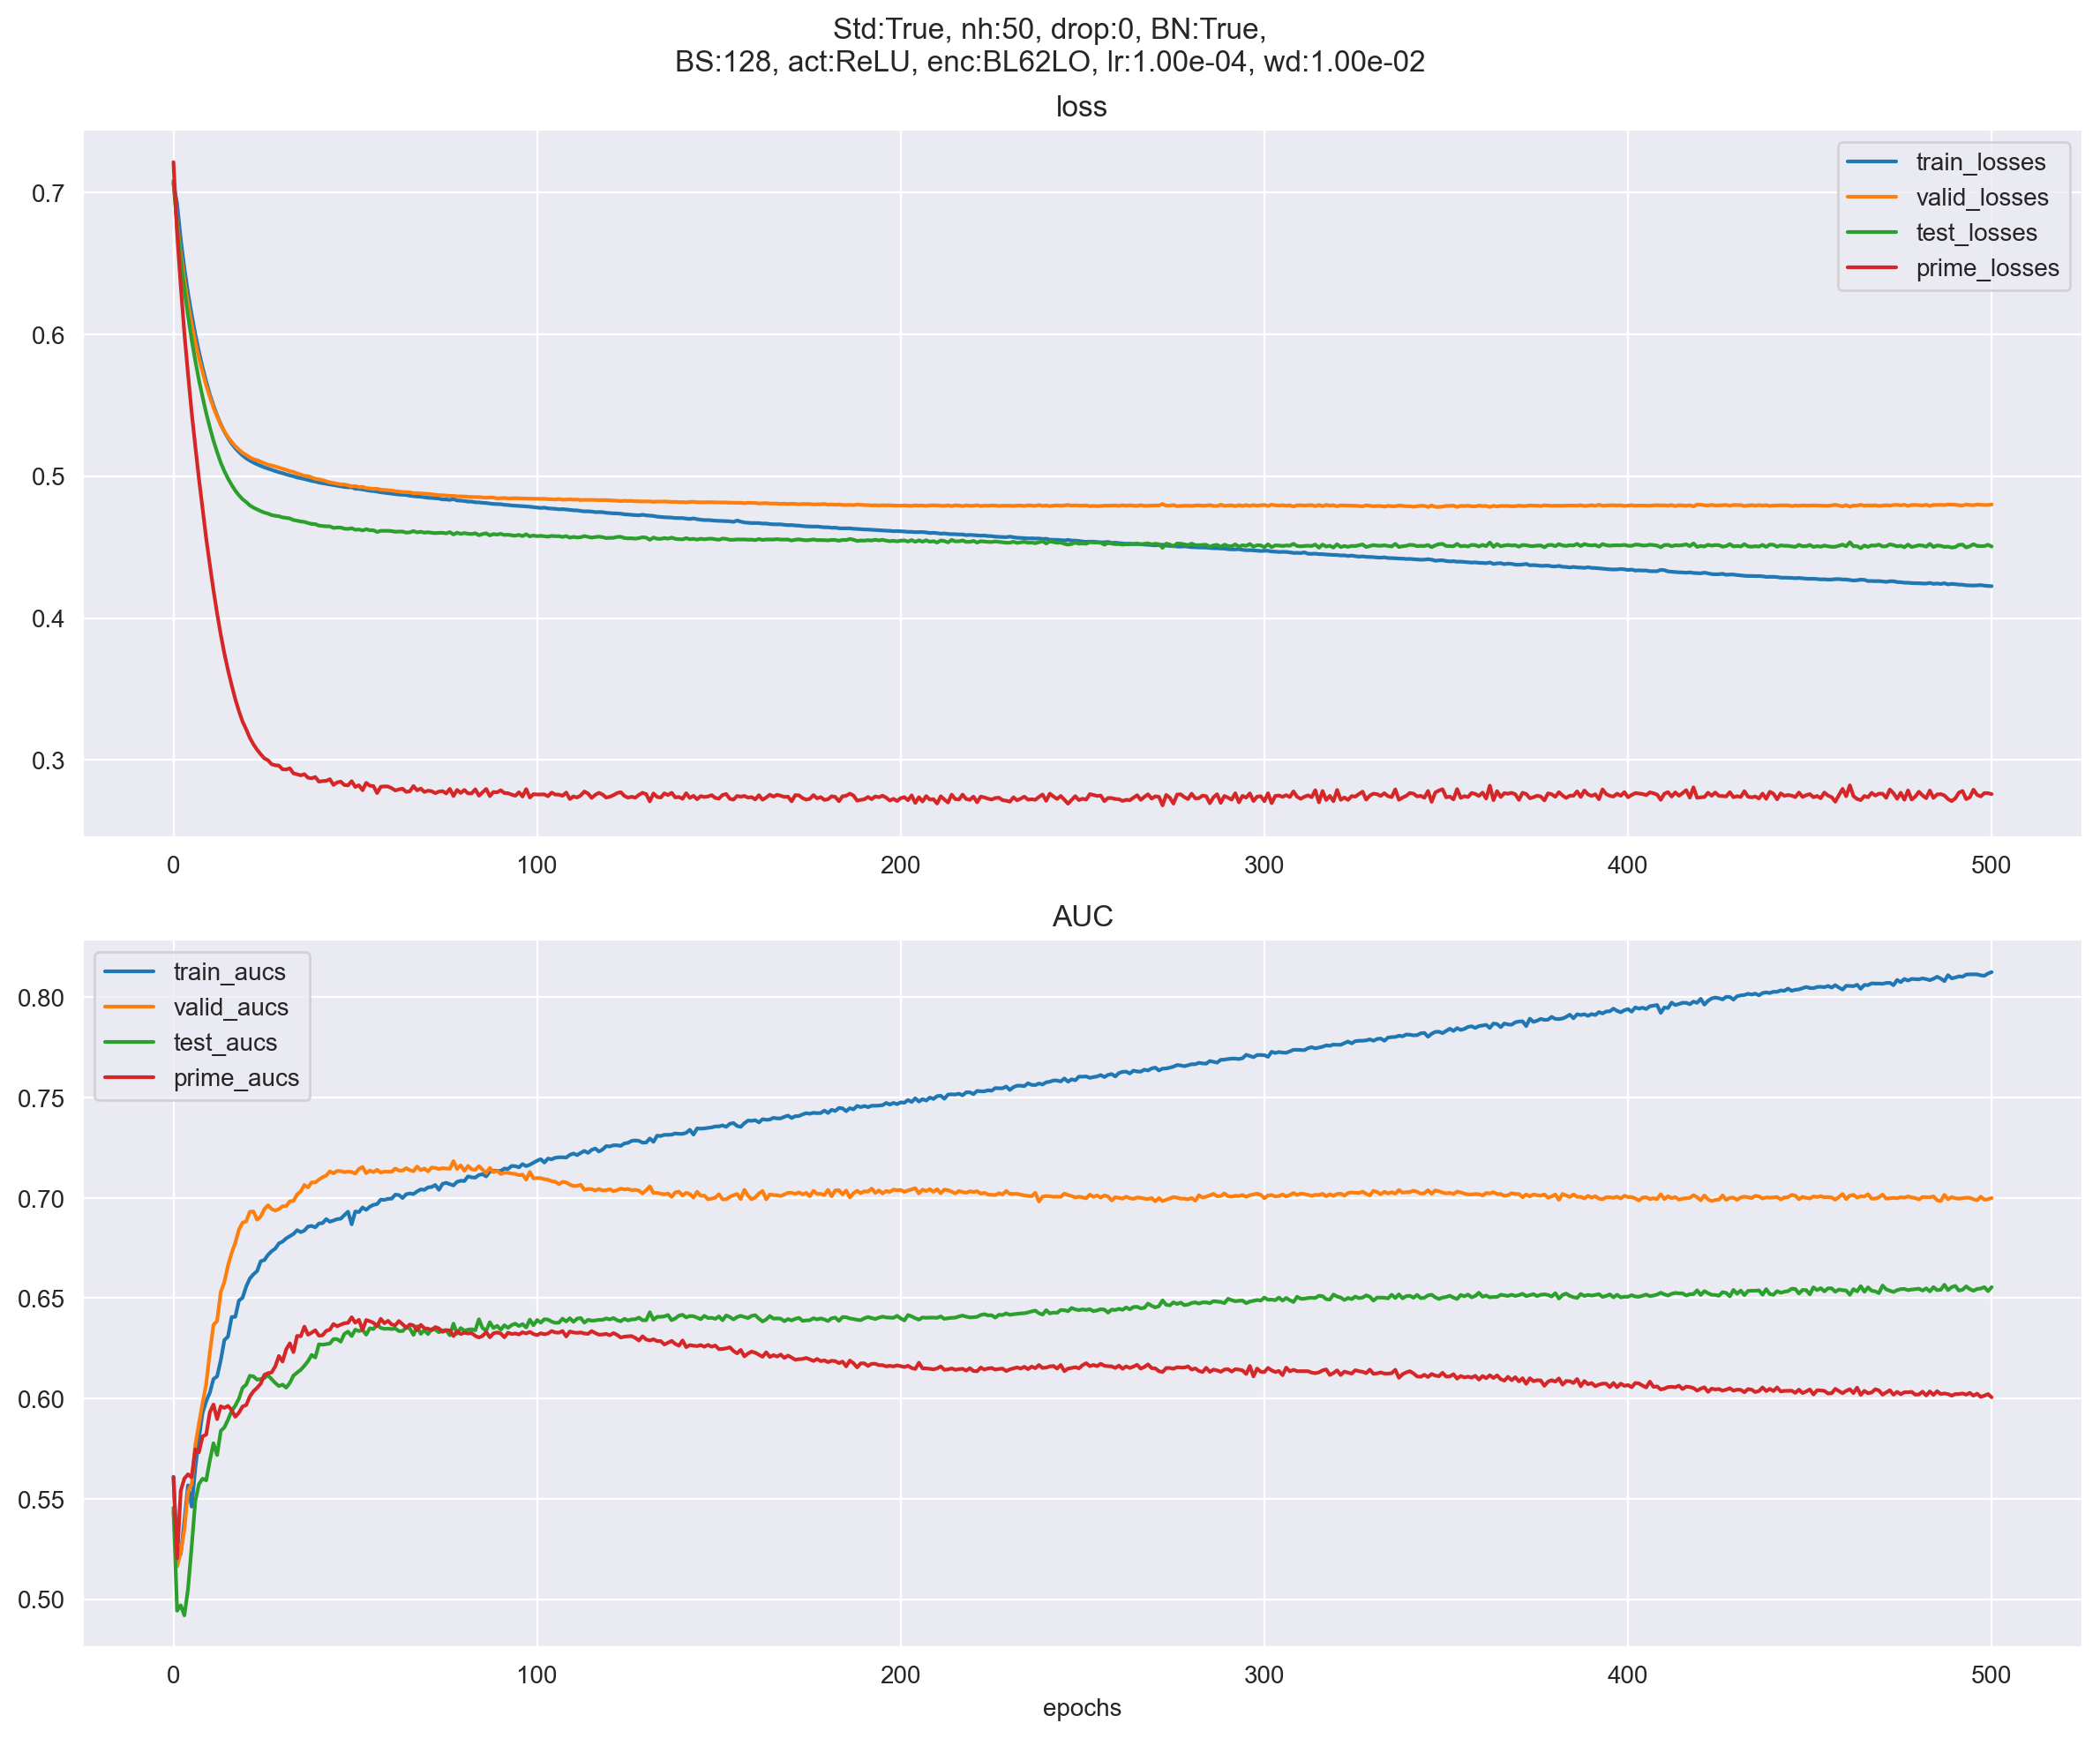 Std:True, nh:50, drop:0, BN:True,
BS:128, act:ReLU, enc:BL62LO, lr:1.00e-04, wd:1.00e-02
loss
train_losses
valid_losses
test_losses
prime_losses
0.7
0.6
0.5
0.4
0.3
0 100 200 300 400 500
AUC
train_aucs
valid_aucs
test_aucs
prime_aucs
0.80
0.75
0.70
0.65
0.60
0.55
0.50
0 100 200 300 400 500
epochs